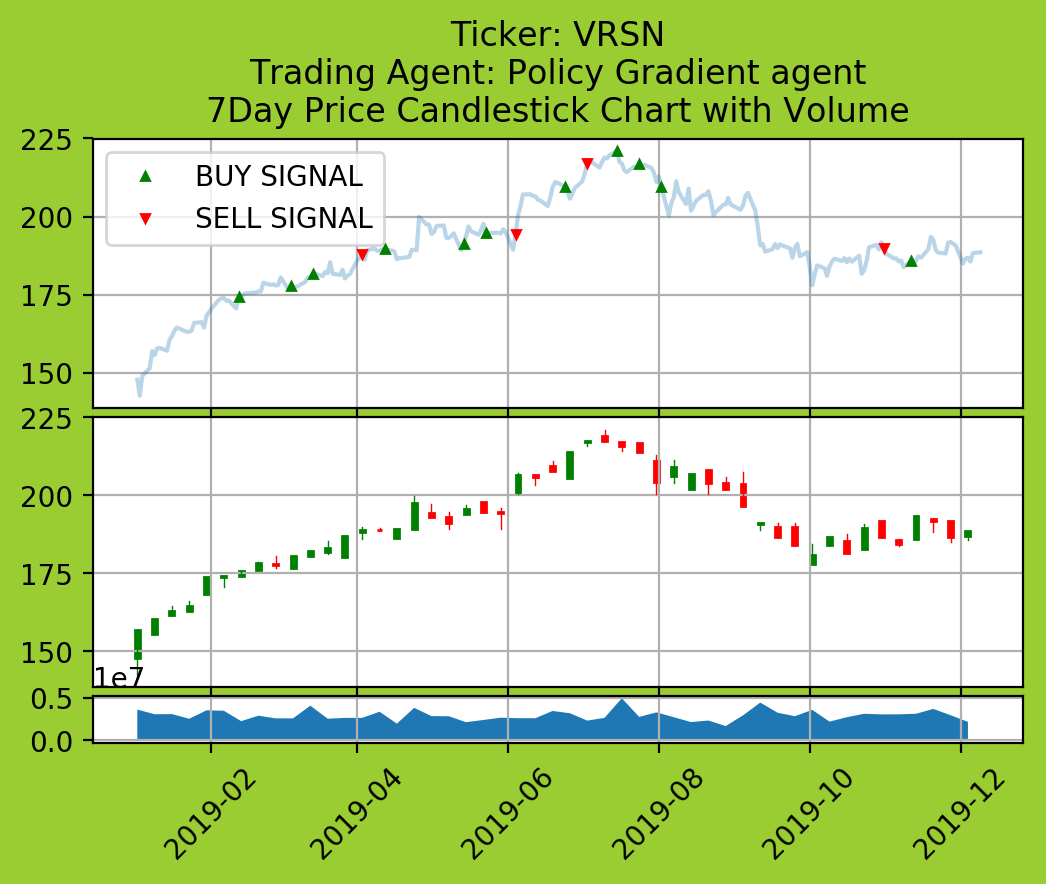 Ticker: VRSN
Trading Agent: Policy Gradient agent
7Day Price Candlestick Chart with Volume
225
200
175
150
BUY SIGNAL
SELL SIGNAL
225
200
175
150
1e7
0.5
0.0
2019-02
2019-04
2019-06
2019-08
2019-10
2019-12